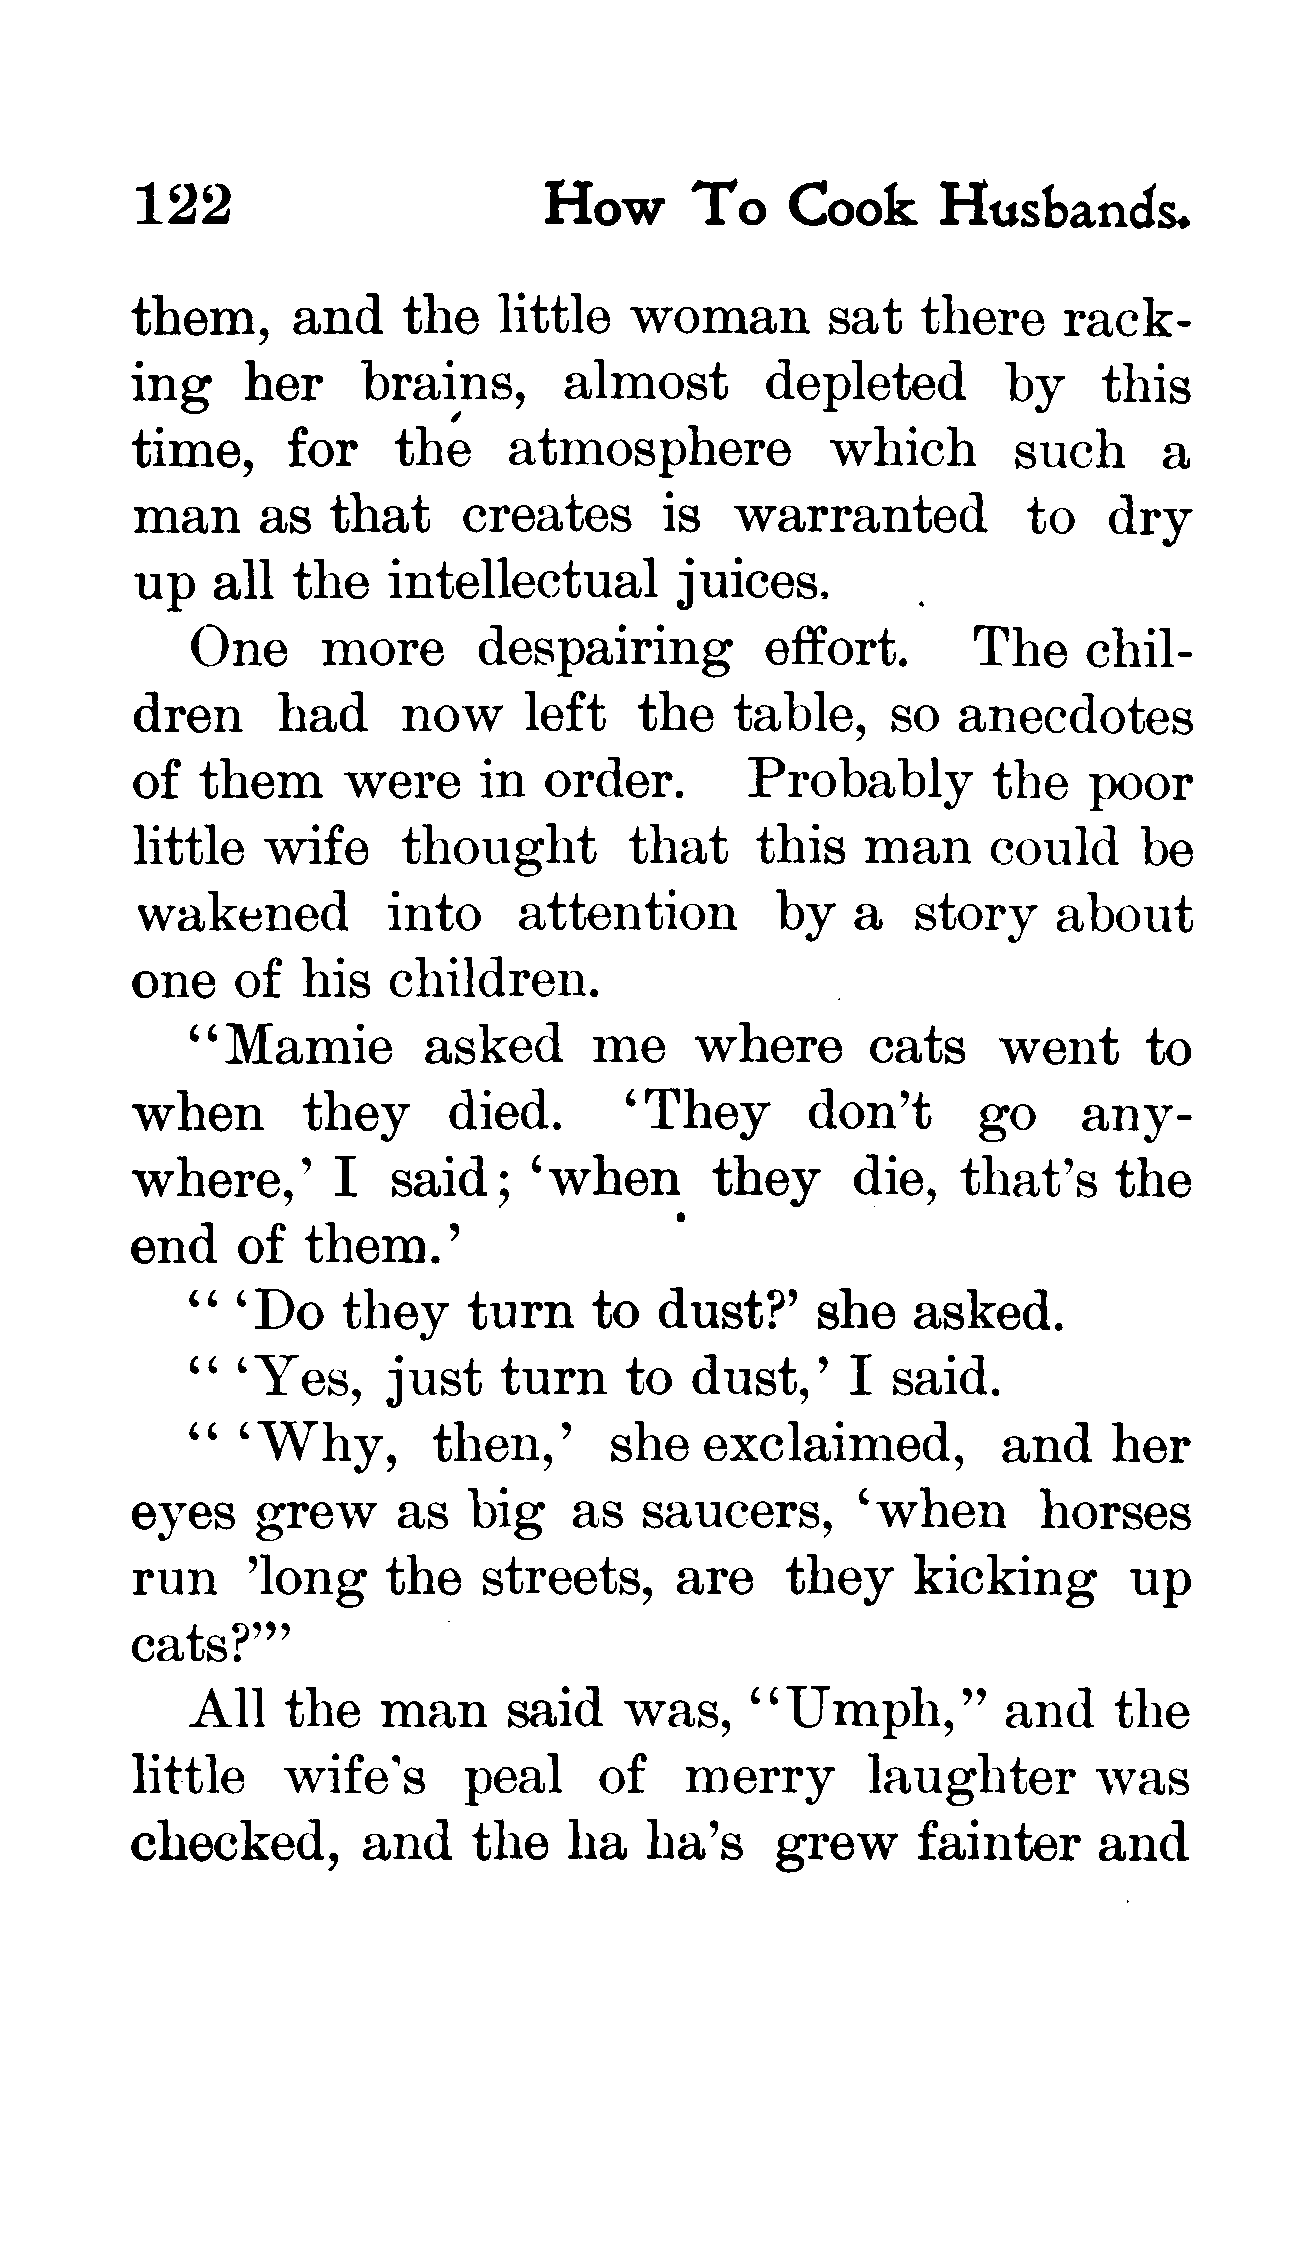 122 How To Cook Husbands.
them, and the little woman sat there rack-
ing her brains, almost depleted by this
time, for the atmosphere which such a
man as that creates is warranted to dry
up all the intellectual juices.
One more despairing effort. The chil-
dren had now left the table, so anecdotes
of them were in order. Probably the poor
little wife thought that this man could be
wakened into attention by a story about
one of his children.
“Mamie asked me where cats went to
when they died. ‘They don’t go any-
where,’ I said; ‘when they die, that’s the
end of them.’
“ ‘Do they turn to dust?’ she asked.
“ ‘Yes, just turn to dust,’ I said.
“ ‘Why, then,’ she exclaimed, and her
eyes grew as big as saucers, ‘when horses
run ’long the streets, are they kicking up
cats?’”
All the man said was, “Umph,” and the
little wife’s peal of merry laughter was
checked, and the ha ha’s grew fainter and